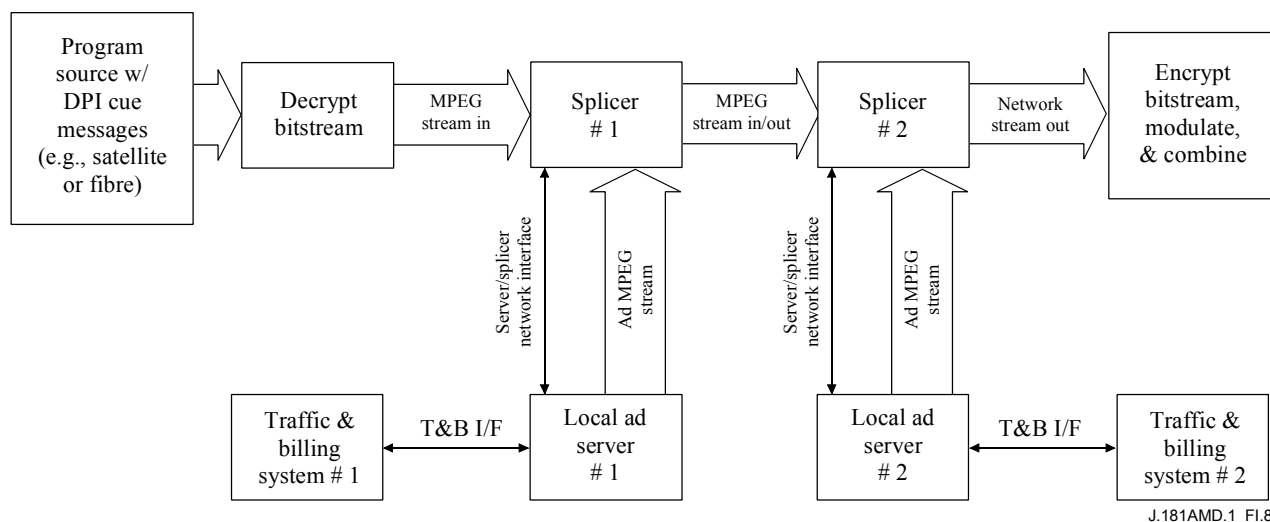 Program
source w/
DPI cue
messages
(e.g., satellite
or fibre)
Decrypt
bitstream
MPEG
stream in
Splicer
# 1
MPEG
stream in/out
Splicer
# 2
Network
stream out
Encrypt
bitstream,
modulate,
& combine
Server/splicer
network interface
Ad MPEG
stream
Server/splicer
network interface
Ad MPEG
stream
Traffic &
billing
system # 1
T&B I/F
Local ad
server
# 1
Local ad
server
# 2
T&B I/F
Traffic &
billing
system # 2
J.181AMD.1_FI.8